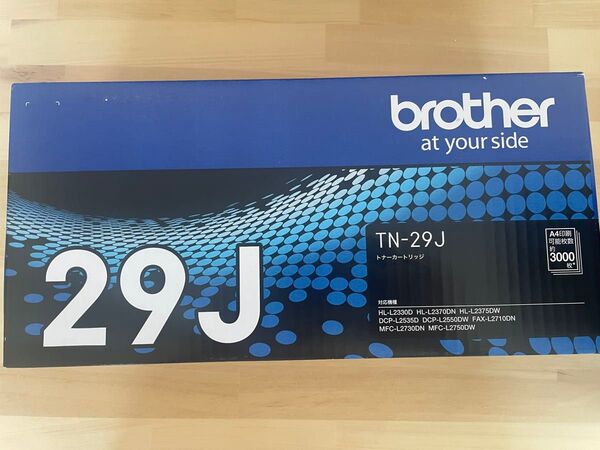 brother
at your side
29J
TN-29J
トナーカートリッジ
A4印刷
可能枚数
約
3000
枚*
対応機種
HL-L2330D HL-L2370DN HL-L2375DW
DCP-L2535D DCP-L2550DW FAX-L2710DN
MFC-L2730DN MFC-L2750DW